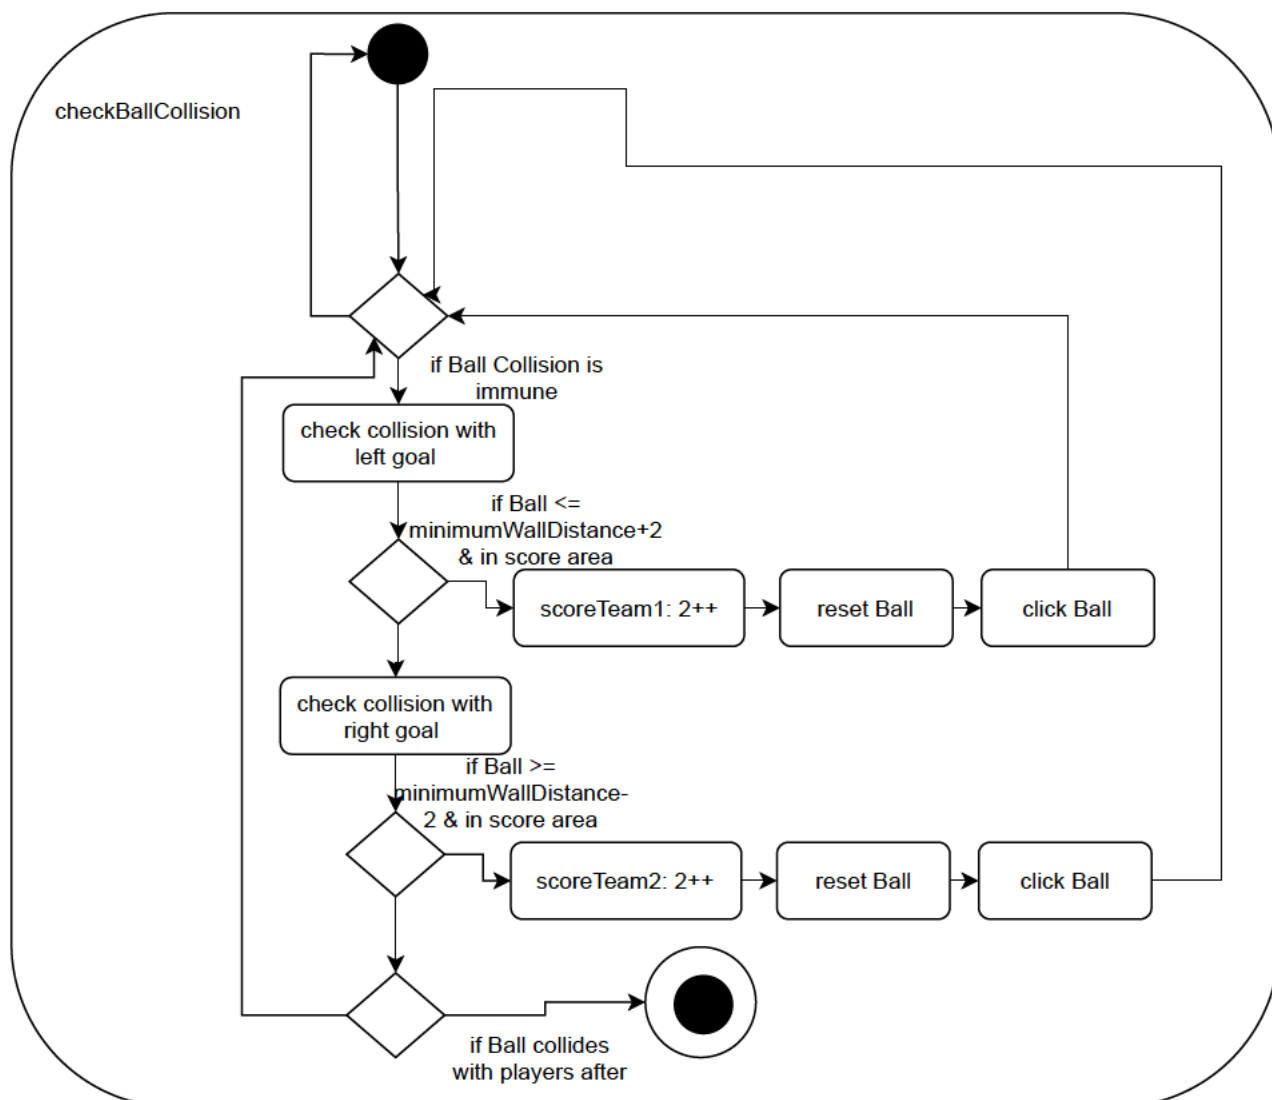 checkBallCollision
if Ball Collision is
immune
check collision with
left goal
if Ball <=
minimumWallDistance+2
& in score area
scoreTeam1: 2++
reset Ball
click Ball
check collision with
right goal
if Ball >=
minimumWallDistance-
2 & in score area
scoreTeam2: 2++
reset Ball
click Ball
if Ball collides
with players after